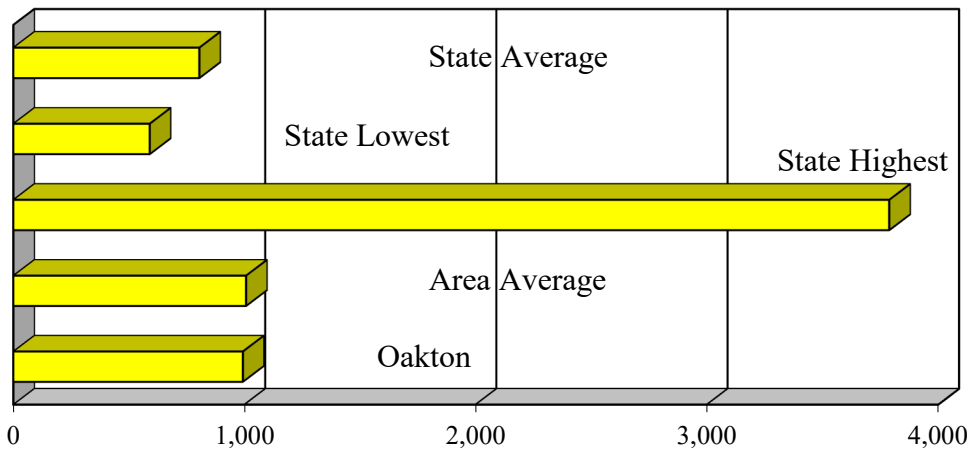 State Average
State Lowest
State Highest
Area Average
Oakton
0 1,000 2,000 3,000 4,000